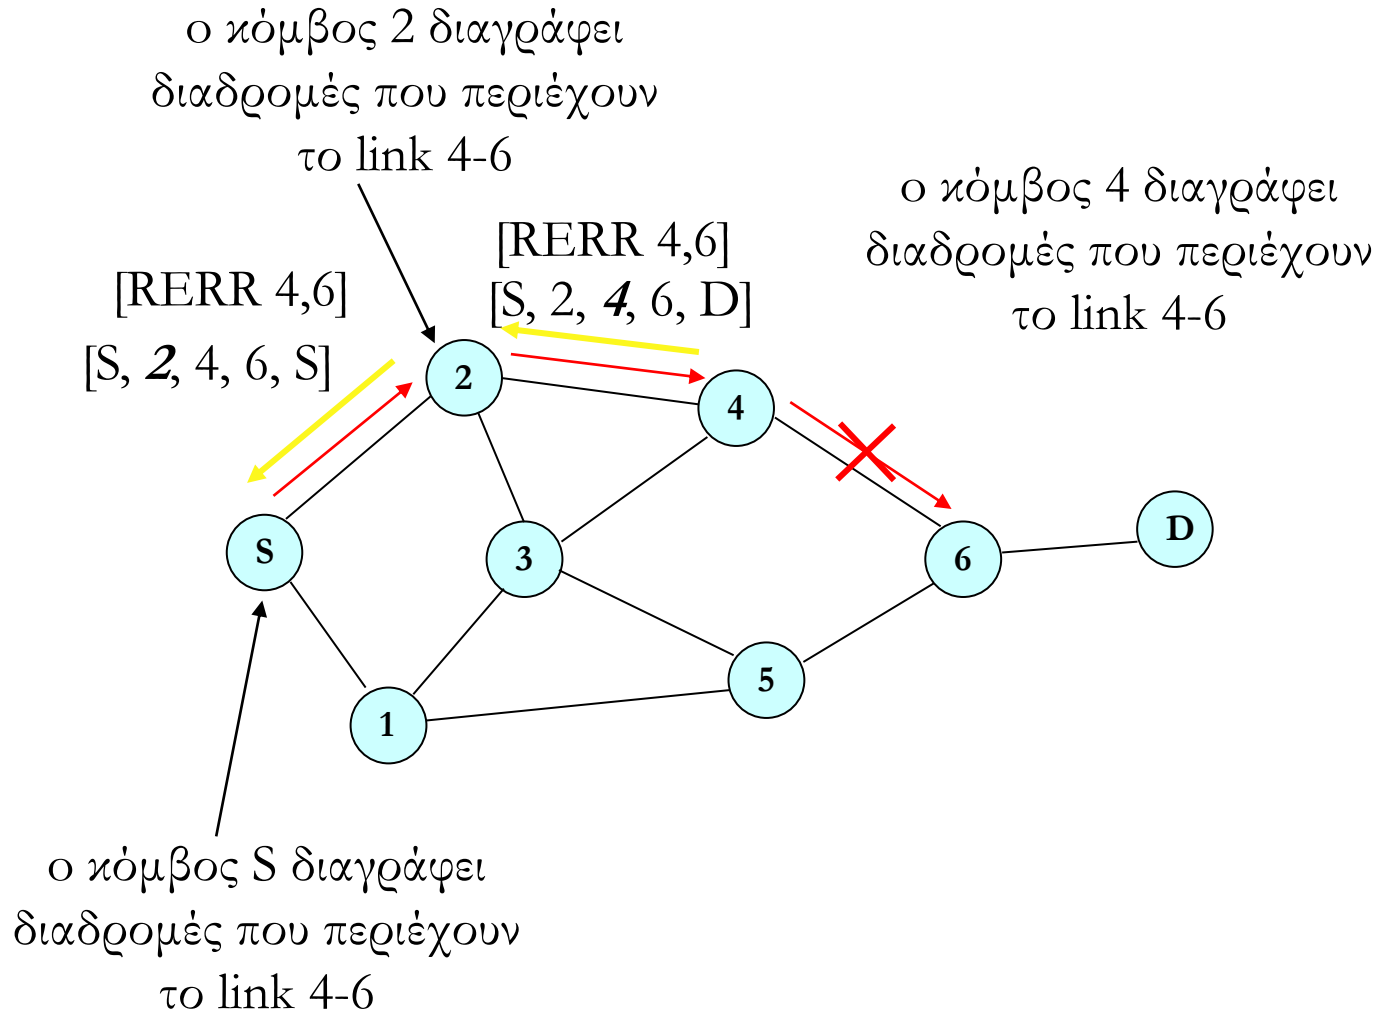 ο κόμβος 2 διαγράφει
διαδρομές που περιέχουν
το link 4-6
ο κόμβος 4 διαγράφει
διαδρομές που περιέχουν
το link 4-6
[RERR 4,6]
[S, 2, 4, 6, D]
[RERR 4,6]
[S, 2, 4, 6, S]
2
4
S
3
6
D
5
1
ο κόμβος S διαγράφει
διαδρομές που περιέχουν
το link 4-6